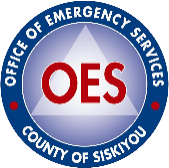 OFFICE OF EMERGENCY SERVICES
OES
COUNTY OF SISKIYOU